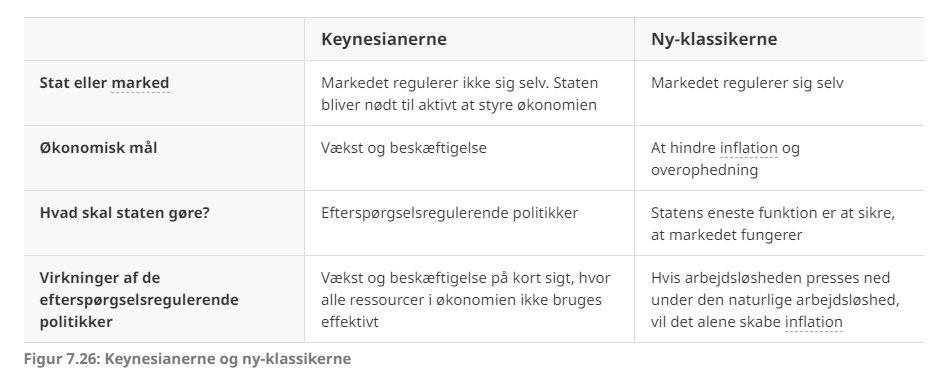 Keynesianerne
Ny-klassikerne
Stat eller marked
Markedet regulerer ikke sig selv. Staten
bliver nødt til aktivt at styre økonomien
Markedet regulerer sig selv
Økonomisk mål
Vækst og beskæftigelse
At hindre inflation og
overophedning
Hvad skal staten gøre?
Efterspørgselsregulerende politikker
Statens eneste funktion er at sikre,
at markedet fungerer
Virkninger af de
efterspørgselsregulerende
politikker
Vækst og beskæftigelse på kort sigt, hvor
alle ressourcer i økonomien ikke bruges
effektivt
Hvis arbejdsløsheden presses ned
under den naturlige arbejdsløshed,
vil det alene skabe inflation
Figur 7.26: Keynesianerne og ny-klassikerne